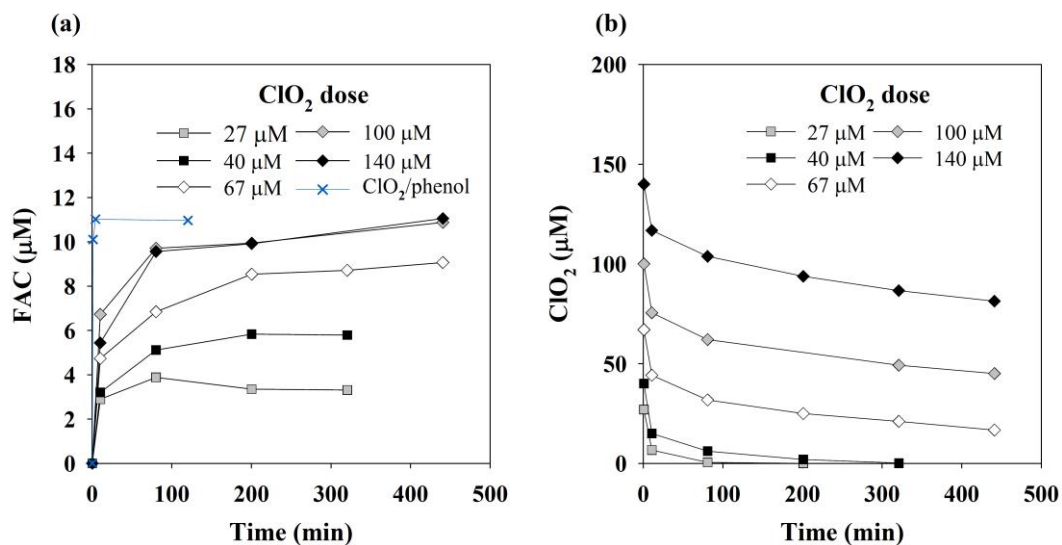 (a)
18
16
14
12
10
8
6
4
2
0
FAC (μM)
ClO₂ dose
27 μM
100 μM
40 μM
140 μM
67 μM
ClO₂/phenol
0
100
200
300
400
500
Time (min)
(b)
200
150
100
50
0
ClO₂ (μM)
ClO₂ dose
27 μM
100 μM
40 μM
140 μM
67 μM
0
100
200
300
400
500
Time (min)